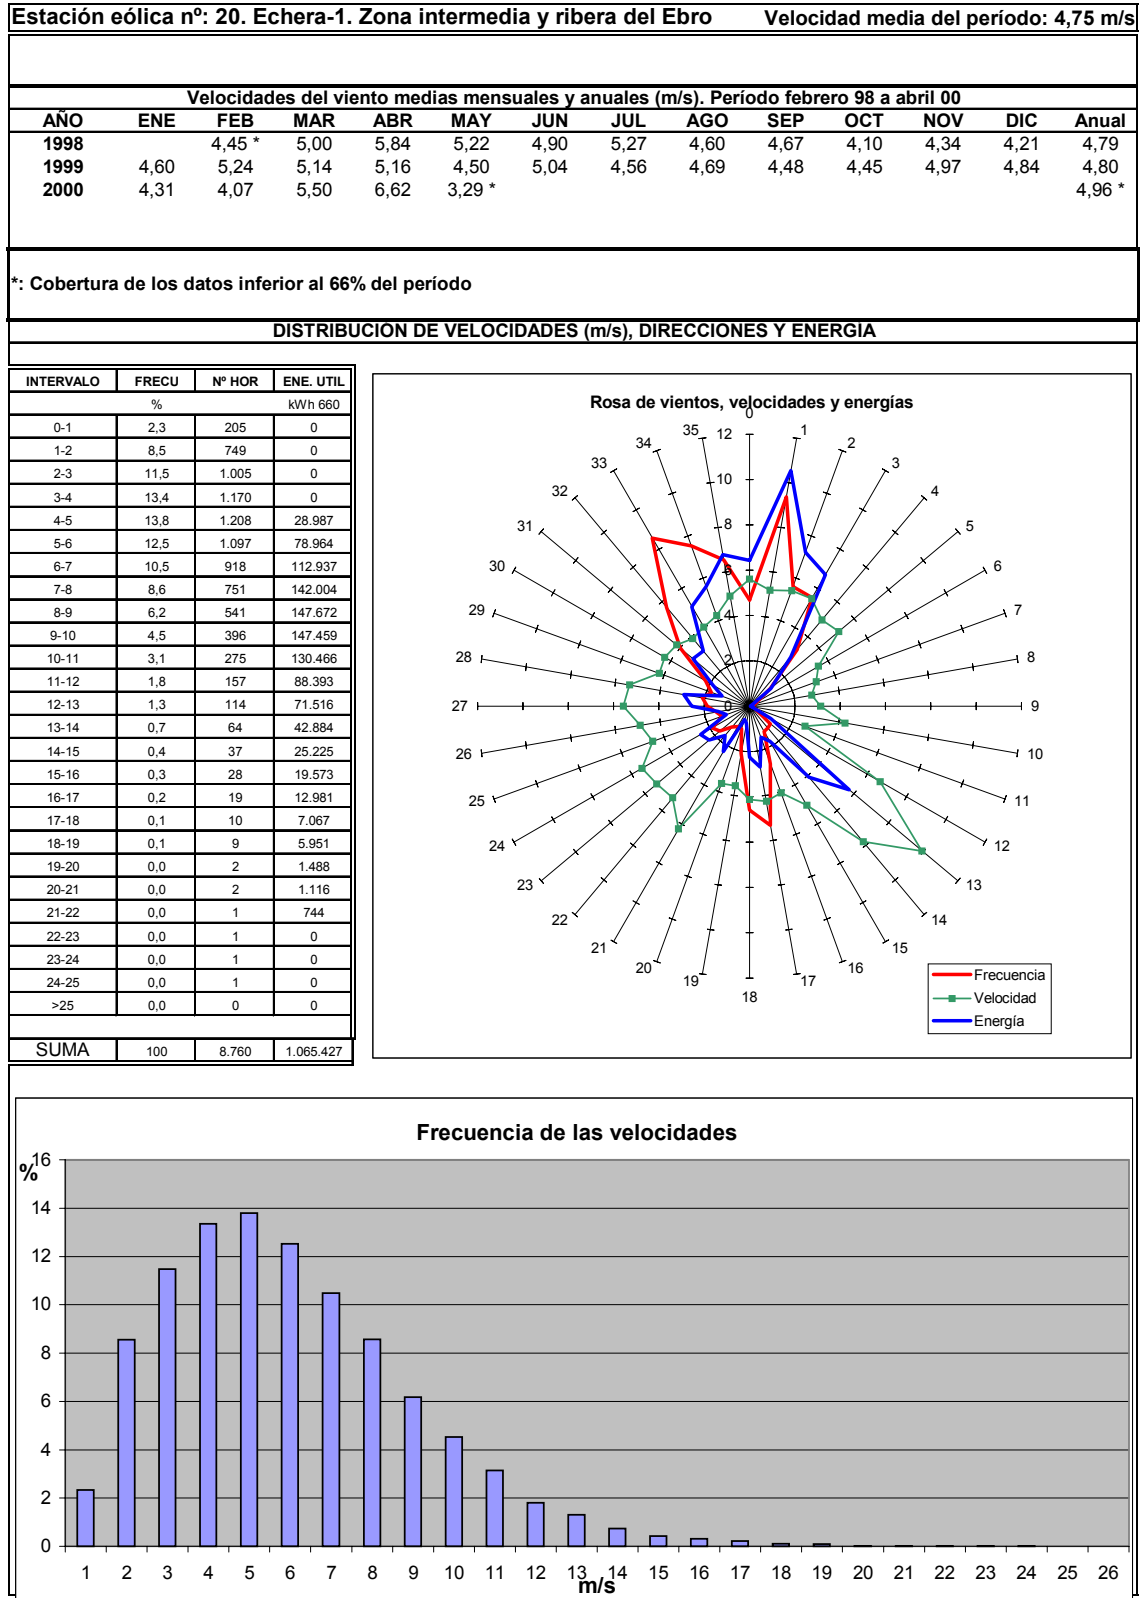 Estación eólica nº: 20. Echera-1. Zona intermedia y ribera del Ebro Velocidad media del período: 4,75 m/s
Velocidades del viento medias mensuales y anuales (m/s). Período febrero 98 a abril 00
AÑO ENE FEB MAR ABR MAY JUN JUL AGO SEP OCT NOV DIC Anual
1998 4,45 * 5,00 5,84 5,22 4,90 5,27 4,60 4,67 4,10 4,34 4,21 4,79
1999 4,60 5,24 5,14 5,16 4,50 5,04 4,56 4,69 4,48 4,45 4,97 4,84 4,80
2000 4,31 4,07 5,50 6,62 3,29 * 4,96 *
*: Cobertura de los datos inferior al 66% del período
DISTRIBUCIÓN DE VELOCIDADES (m/s), DIRECCIONES Y ENERGÍA
INTERVALO FRECU Nº HOR ENE. UTIL
% kWh 660
0-1 2,3 205 0
1-2 8,5 749 0
2-3 11,5 1.005 0
3-4 13,4 1.170 0
4-5 13,8 1.208 28.987
5-6 12,5 1.097 78.964
6-7 10,5 918 112.937
7-8 8,6 751 142.004
8-9 6,2 541 147.672
9-10 4,5 396 147.459
10-11 3,1 275 130.466
11-12 1,8 157 88.393
12-13 1,3 114 71.516
13-14 0,7 64 42.884
14-15 0,4 37 25.225
15-16 0,3 28 19.573
16-17 0,2 19 12.981
17-18 0,1 10 7.067
18-19 0,1 9 5.951
19-20 0,0 2 1.488
20-21 0,0 2 1.116
21-22 0,0 1 744
22-23 0,0 1 0
23-24 0,0 1 0
24-25 0,0 1 0
>25 0,0 0 0
SUMA 100 8.760 1.065.427
Rosa de vientos, velocidades y energías
0
1
2
3
4
5
6
7
8
9
10
11
12
13
14
15
16
17
18
19
20
21
22
23
24
25
26
27
28
29
30
31
32
33
34
35
12
10
8
6
4
2
0
Frecuencia
Velocidad
Energía
Frecuencia de las velocidades
%
16
14
12
10
8
6
4
2
0
1 2 3 4 5 6 7 8 9 10 11 12 13 14 15 16 17 18 19 20 21 22 23 24 25 26
m/s